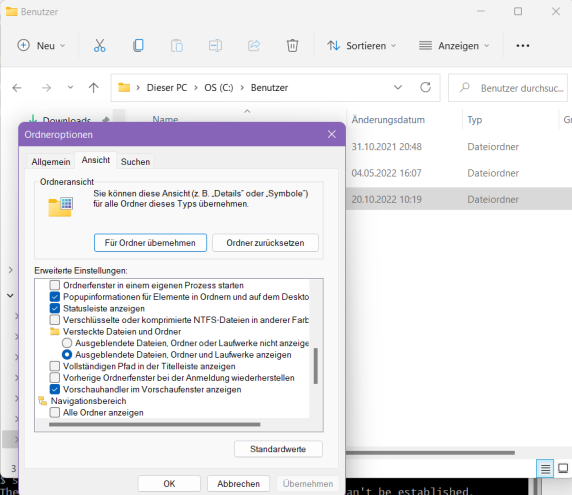 Benutzer
Neu
Sortieren
Anzeigen
Dieser PC > OS (C:) > Benutzer
Benutzer durchsuc...
Downloads
Name
Änderungsdatum
Typ
31.10.2021 20:48
Dateiordner
04.05.2022 16:07
Dateiordner
20.10.2022 10:19
Dateiordner
Ordneroptionen
Allgemein
Ansicht
Suchen
Ordneransicht
Sie können diese Ansicht (z. B. „Details“ oder „Symbole“)
für alle Ordner dieses Typs übernehmen.
Für Ordner übernehmen
Ordner zurücksetzen
Erweiterte Einstellungen:
Ordnerfenster in einem eigenen Prozess starten
Popupinformationen für Elemente in Ordnern und auf dem Deskto
Statusleiste anzeigen
Verschlüsselte oder komprimierte NTFS-Dateien in anderer Farb
Versteckte Dateien und Ordner
Ausgeblendete Dateien, Ordner oder Laufwerke nicht anzeige
Ausgeblendete Dateien, Ordner und Laufwerke anzeigen
Vollständigen Pfad in der Titelleiste anzeigen
Vorherige Ordnerfenster bei der Anmeldung wiederherstellen
Vorschauhandler im Vorschaufenster anzeigen
Navigationsbereich
Alle Ordner anzeigen
Standardwerte
3
OK
Abbrechen
Übernehmen
an't be established.